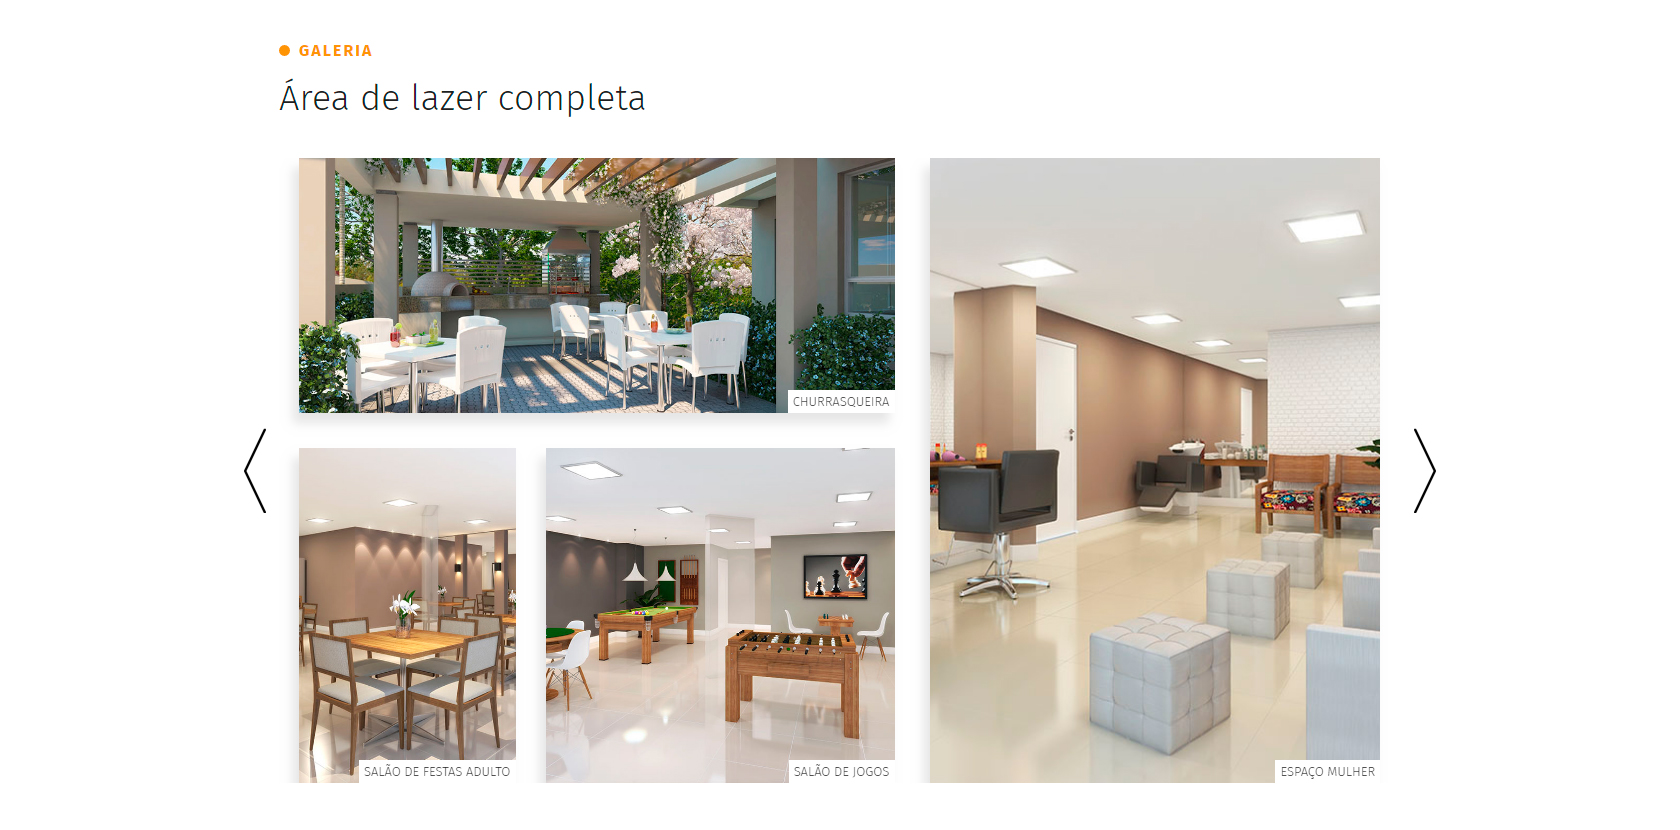 GALERIA
Área de lazer completa
CHURRASQUEIRA
SALÃO DE FESTAS ADULTO
SALÃO DE JOGOS
ESPAÇO MULHER